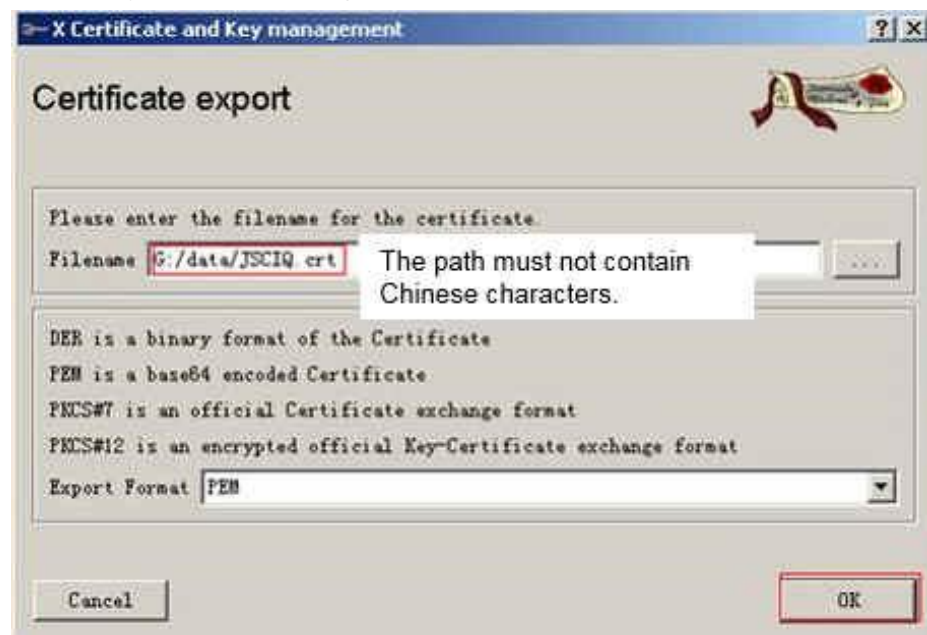 X Certificate and Key management
Certificate export
Please enter the filename for the certificate.
Filename G:/data/JSCIQ.crt
...
The path must not contain
Chinese characters.
DER is a binary format of the Certificate
PEM is a base64 encoded Certificate
PKCS#7 is an official Certificate exchange format
PKCS#12 is an encrypted official Key-Certificate exchange format
Export Format PEM
Cancel
OK